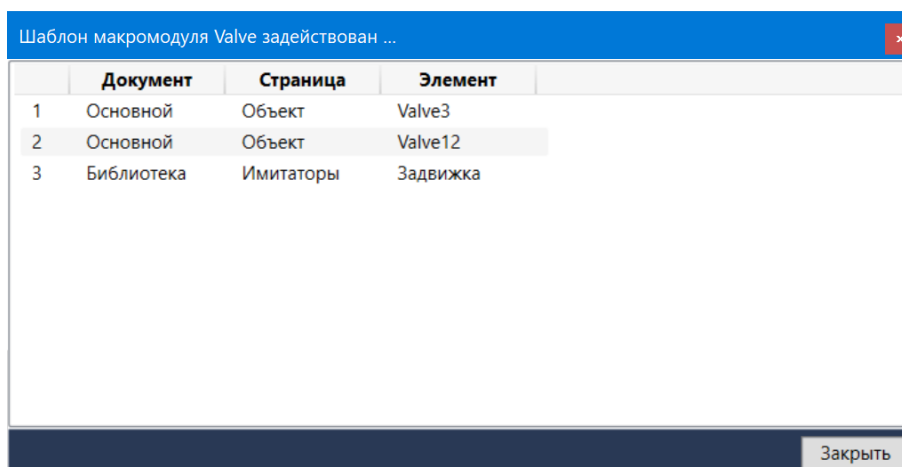 Шаблон макромодуля Valve задействован ...
Документ Страница Элемент
1 Основной Объект Valve3
2 Основной Объект Valve12
3 Библиотека Имитаторы Задвижка
Закрыть